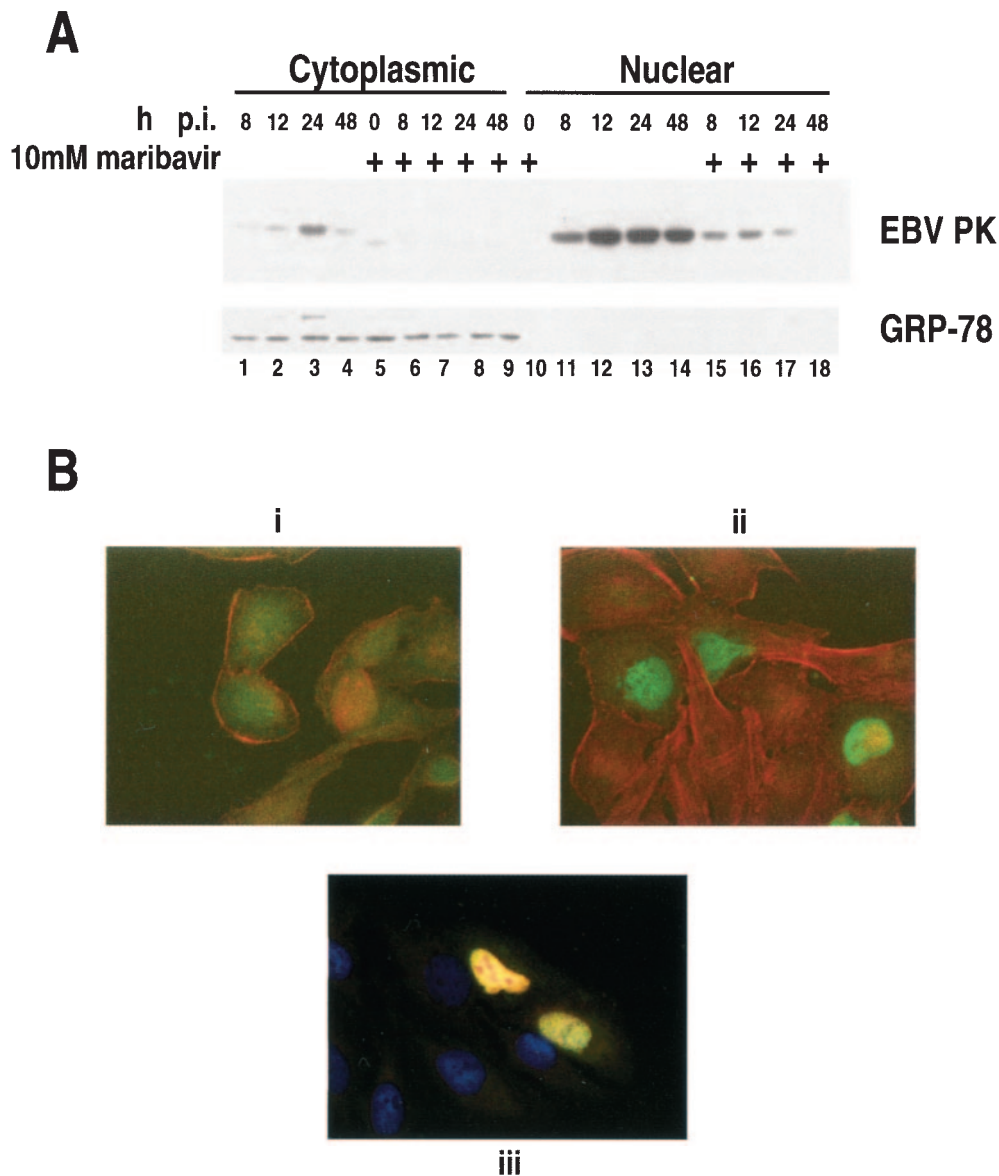 A
Cytoplasmic Nuclear
h p.i. 8 12 24 48 0 8 12 24 48 0 8 12 24 48 8 12 24 48
10mM maribavir + + + + + + + + + +
EBV PK
GRP-78
1 2 3 4 5 6 7 8 9 10 11 12 13 14 15 16 17 18
B
i ii
iii